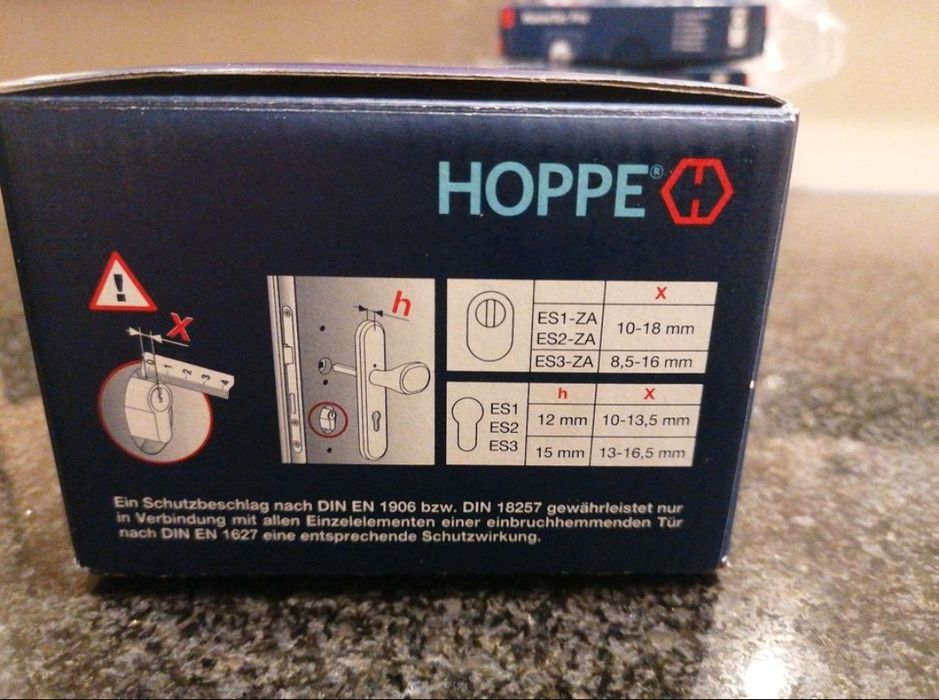 HOPPE®
X
0 1 2 3 4
h
X
ES1-ZA
ES2-ZA
10-18 mm
ES3-ZA 8,5-16 mm
h X
ES1
ES2
ES3
12 mm 10-13,5 mm
15 mm 13-16,5 mm
Ein Schutzbeschlag nach DIN EN 1906 bzw. DIN 18257 gewährleistet nur
in Verbindung mit allen Einzelelementen einer einbruchhemmenden Tür
nach DIN EN 1627 eine entsprechende Schutzwirkung.